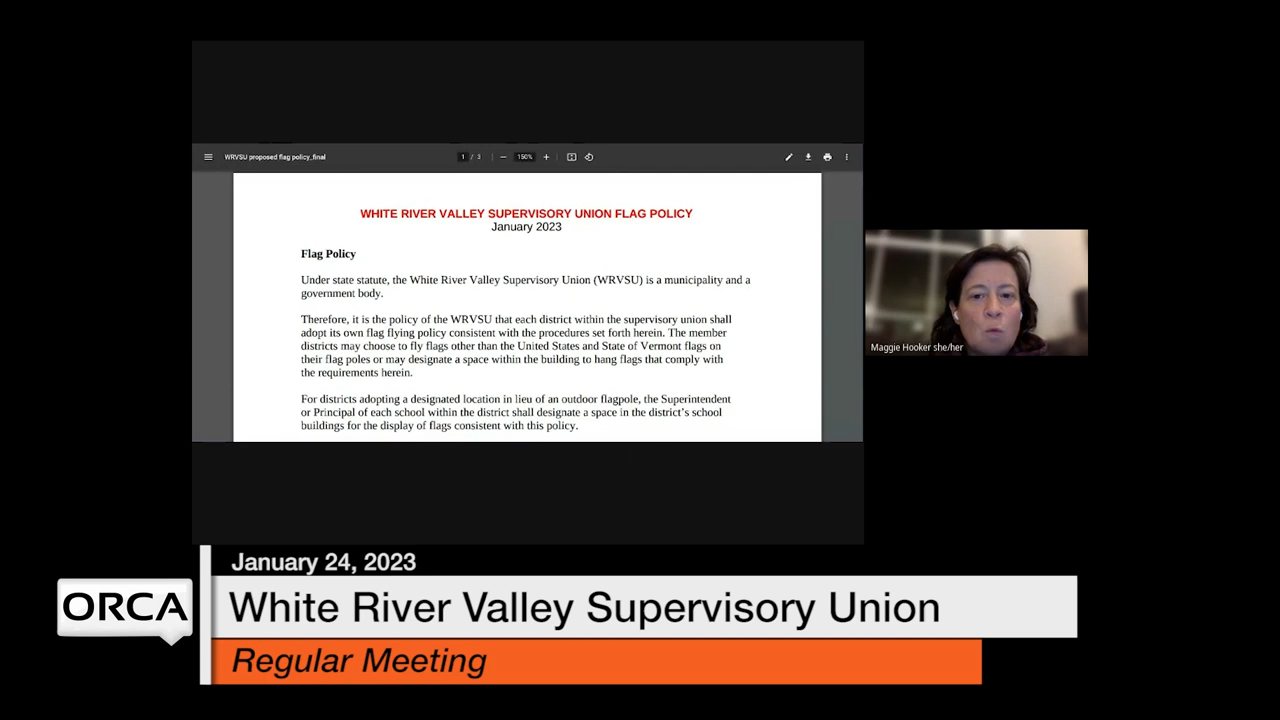 WRVSU proposed flag policy_final
1 / 3
150%
WHITE RIVER VALLEY SUPERVISORY UNION FLAG POLICY
January 2023
Flag Policy
Under state statute, the White River Valley Supervisory Union (WRVSU) is a municipality and a
government body.
Therefore, it is the policy of the WRVSU that each district within the supervisory union shall
adopt its own flag flying policy consistent with the procedures set forth herein. The member
districts may choose to fly flags other than the United States and State of Vermont flags on
their flag poles or may designate a space within the building to hang flags that comply with
the requirements herein.
For districts adopting a designated location in lieu of an outdoor flagpole, the Superintendent
or Principal of each school within the district shall designate a space in the district's school
buildings for the display of flags consistent with this policy.
Maggie Hooker she/her
January 24, 2023
ORCA
White River Valley Supervisory Union
Regular Meeting